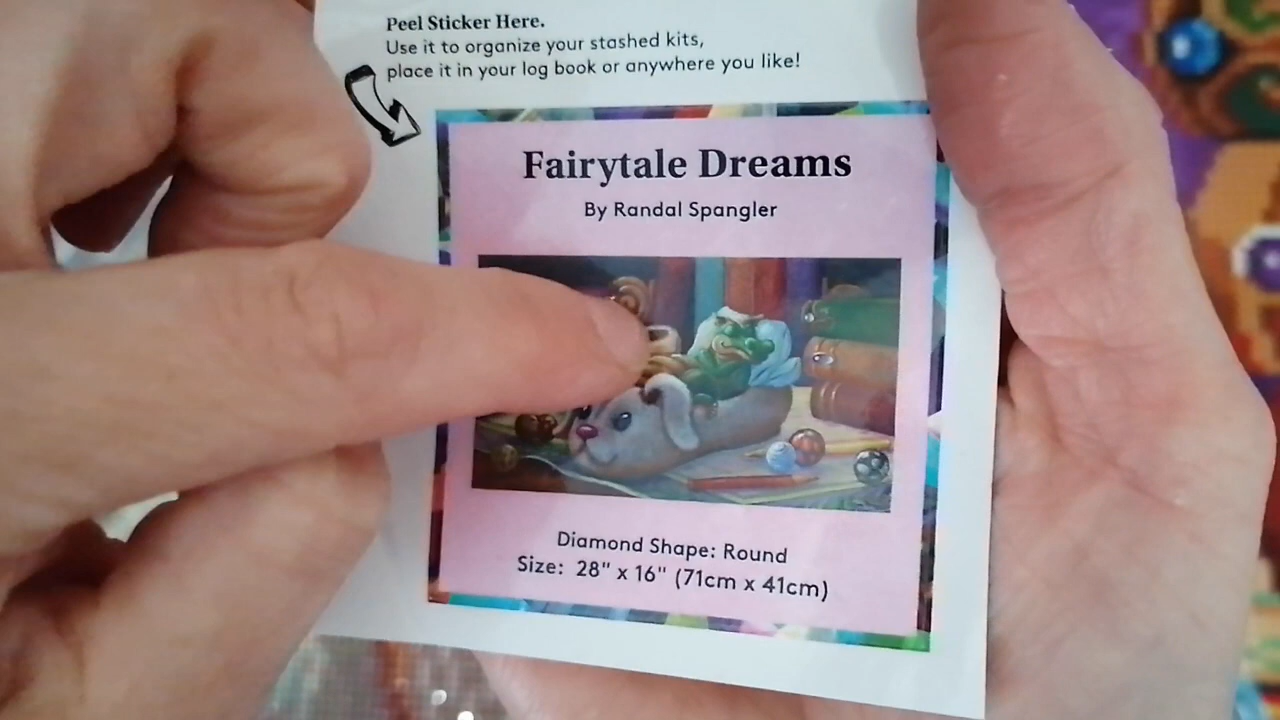 Peel Sticker Here.
Use it to organize your stashed kits,
place it in your log book or anywhere you like!
Fairytale Dreams
By Randal Spangler
Diamond Shape: Round
Size: 28" x 16" (71cm x 41cm)